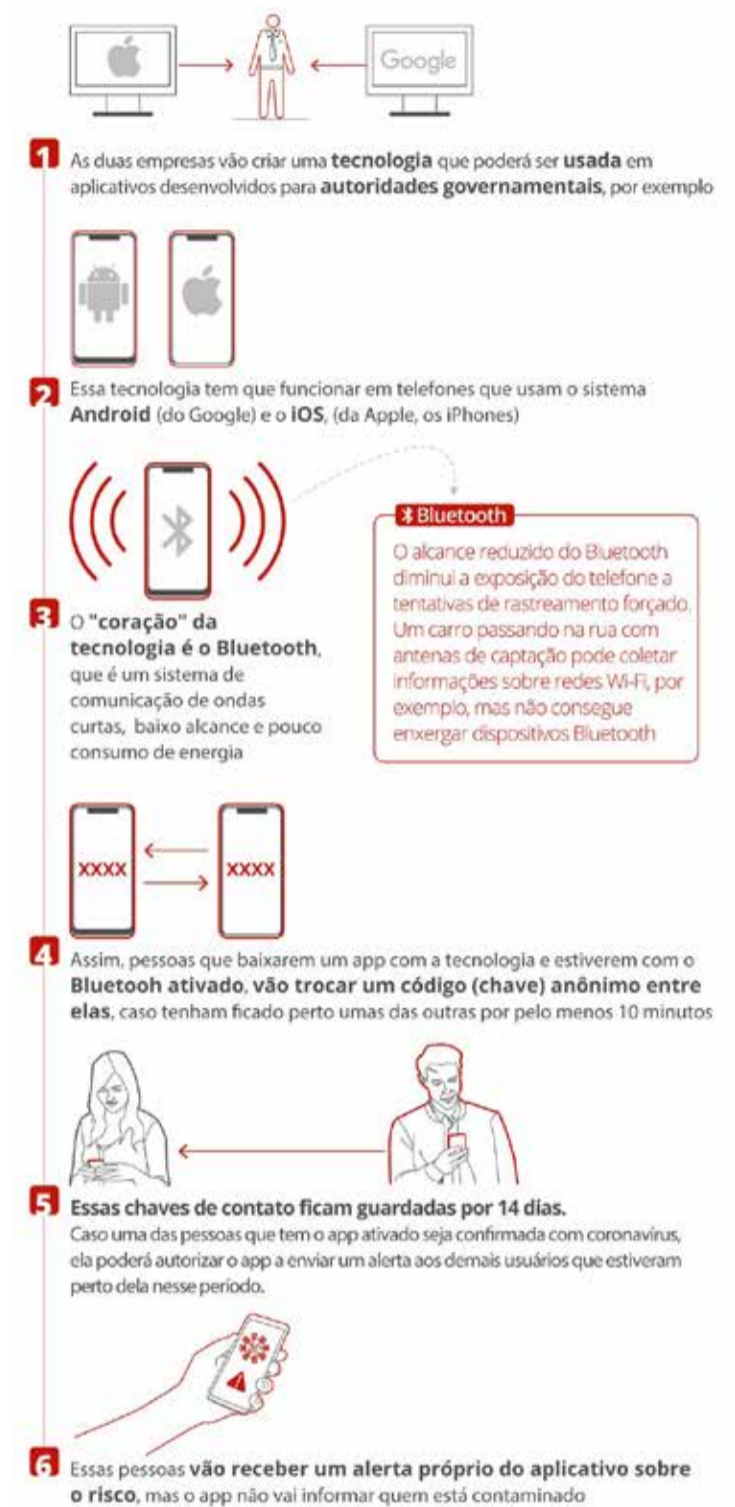 Google
1 As duas empresas vão criar uma tecnologia que poderá ser usada em
aplicativos desenvolvidos para autoridades governamentais, por exemplo
2 Essa tecnologia tem que funcionar em telefones que usam o sistema
Android (do Google) e o iOS, (da Apple, os iPhones)
Bluetooth
O alcance reduzido do Bluetooth
diminui a exposição do telefone a
tentativas de rastreamento forçado.
Um carro passando na rua com
antenas de captação pode coletar
informações sobre redes Wi-Fi, por
exemplo, mas não consegue
enxergar dispositivos Bluetooth
3 O "coração" da
tecnologia é o Bluetooth,
que é um sistema de
comunicação de ondas
curtas, baixo alcance e pouco
consumo de energia
XXXX XXXX
4 Assim, pessoas que baixarem um app com a tecnologia e estiverem com o
Bluetooh ativado, vão trocar um código (chave) anônimo entre
elas, caso tenham ficado perto umas das outras por pelo menos 10 minutos
5 Essas chaves de contato ficam guardadas por 14 dias.
Caso uma das pessoas que tem o app ativado seja confirmada com coronavírus,
ela poderá autorizar o app a enviar um alerta aos demais usuários que estiveram
perto dela nesse período.
6 Essas pessoas vão receber um alerta próprio do aplicativo sobre
o risco, mas o app não vai informar quem está contaminado